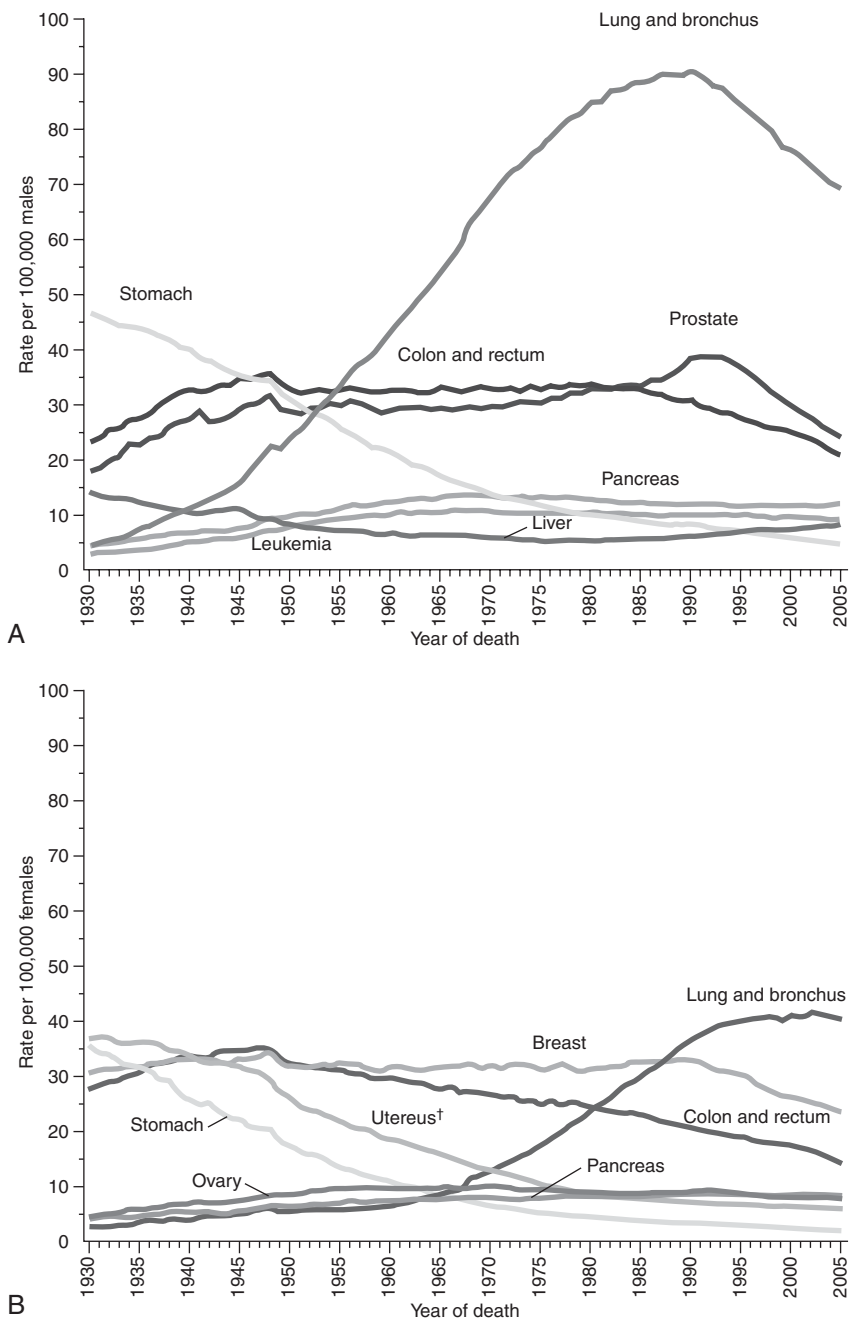 100
90
80
70
60
50
40
30
20
10
0
Rate per 100,000 males
Lung and bronchus
Stomach
Prostate
Colon and rectum
Pancreas
Liver
Leukemia
1930
1935
1940
1945
1950
1955
1960
1965
1970
1975
1980
1985
1990
1995
2000
2005
Year of death
A
100
90
80
70
60
50
40
30
20
10
0
Rate per 100,000 females
Lung and bronchus
Breast
Utereus†
Stomach
Colon and rectum
Pancreas
Ovary
1930
1935
1940
1945
1950
1955
1960
1965
1970
1975
1980
1985
1990
1995
2000
2005
Year of death
B